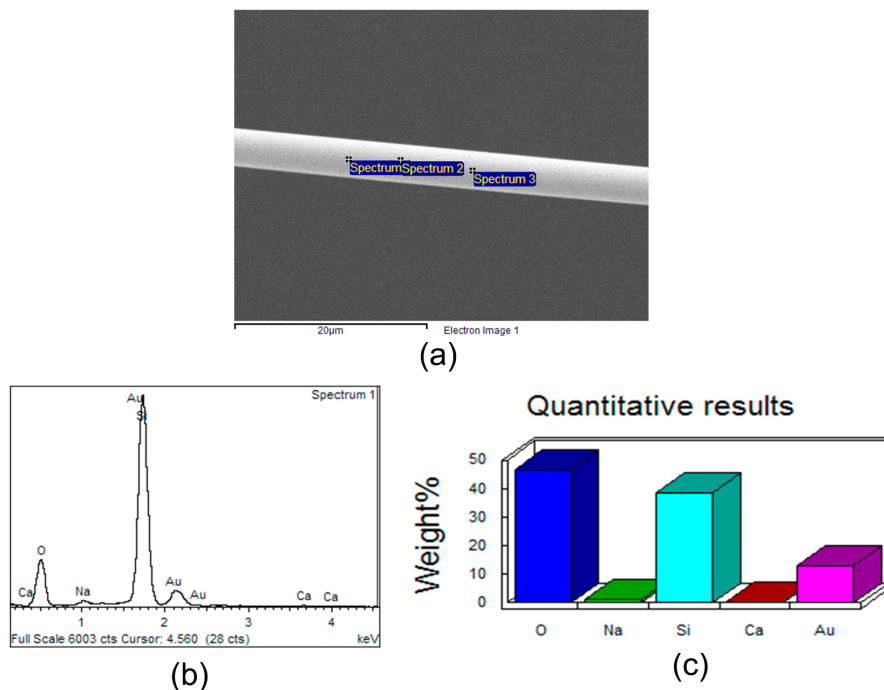 Spectrum Spectrum 2
Spectrum 3
20µm Electron Image 1
(a)
Spectrum 1
Au
Si
O
Ca Na Au Au Ca Ca
1 2 3 4
Full Scale 6003 cts Cursor: 4.560 (28 cts) keV
(b)
Quantitative results
Weight%
50
40
30
20
10
0
O Na Si Ca Au
(c)